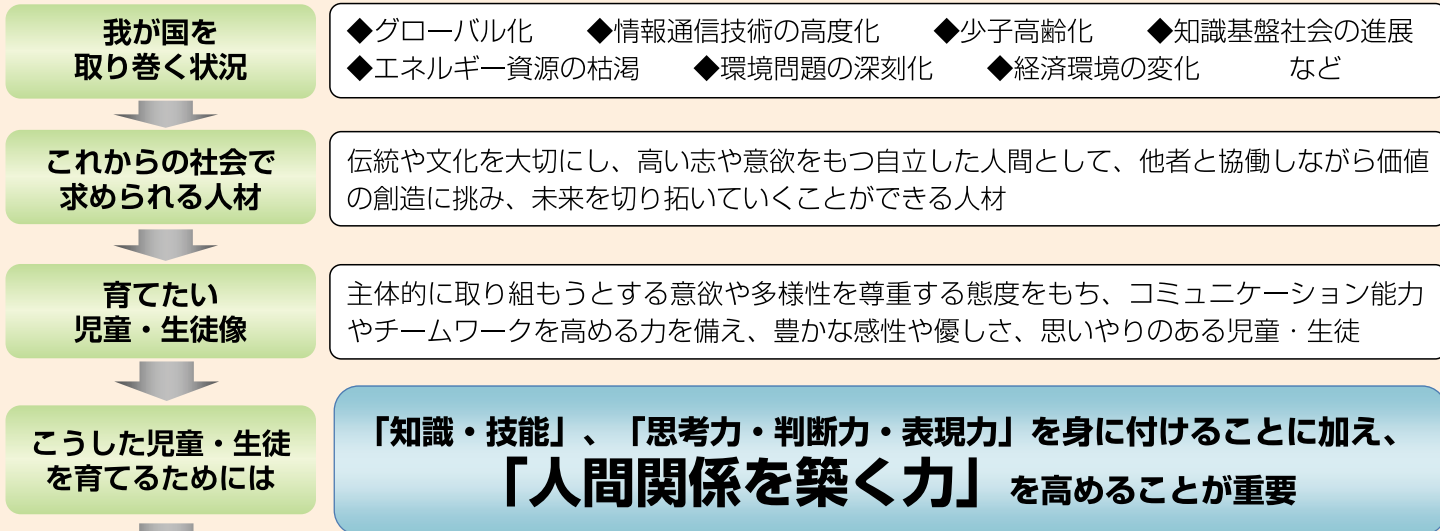 我が国を
取り巻く状況
◆グローバル化 ◆情報通信技術の高度化 ◆少子高齢化 ◆知識基盤社会の進展
◆エネルギー資源の枯渇 ◆環境問題の深刻化 ◆経済環境の変化 など
これからの社会で
求められる人材
伝統や文化を大切にし、高い志や意欲をもつ自立した人間として、他者と協働しながら価値
の創造に挑み、未来を切り拓いていくことができる人材
育てたい
児童・生徒像
主体的に取り組もうとする意欲や多様性を尊重する態度をもち、コミュニケーション能力
やチームワークを高める力を備え、豊かな感性や優しさ、思いやりのある児童・生徒
こうした児童・生徒
を育てるためには
「知識・技能」、「思考力・判断力・表現力」を身に付けることに加え、
「人間関係を築く力」を高めることが重要